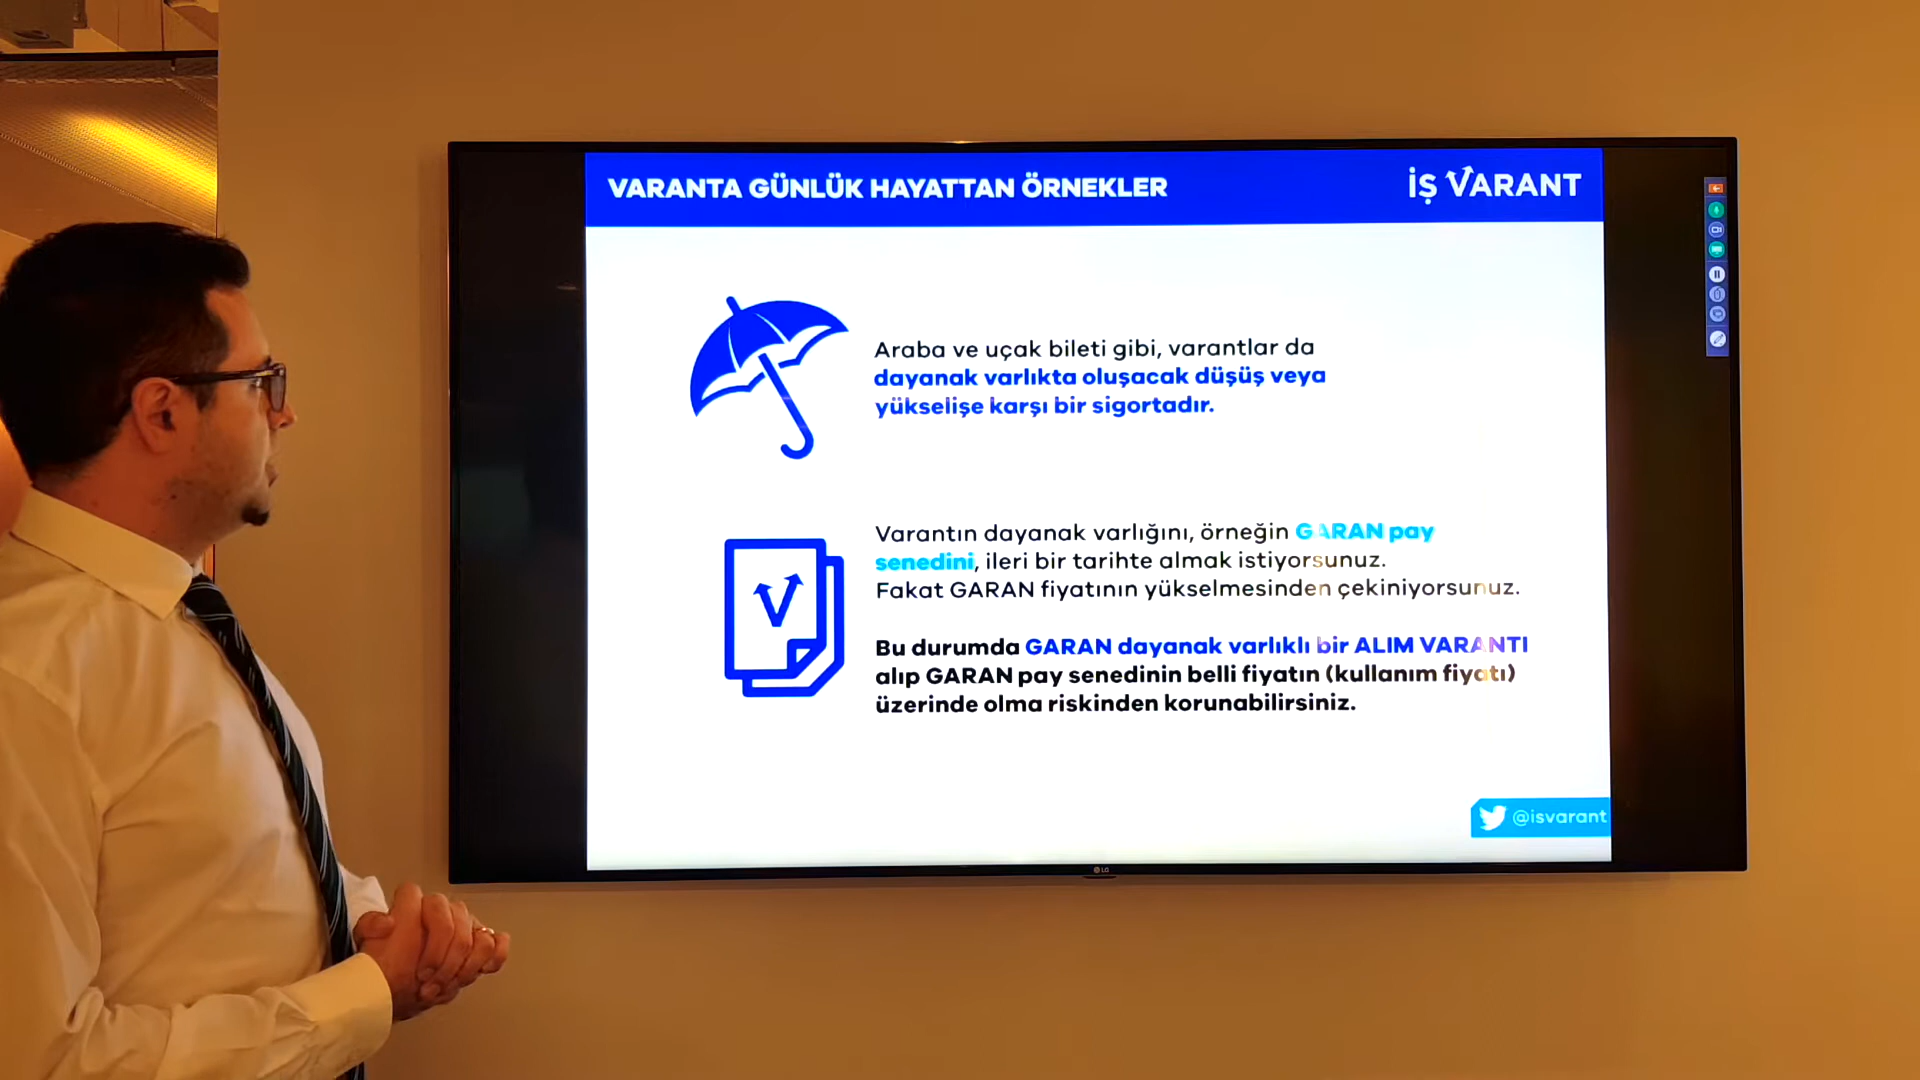 VARANTA GÜNLÜK HAYATTAN ÖRNEKLER
İŞ VARANT
Araba ve uçak bileti gibi, varantlar da
dayanak varlıkta oluşacak düşüş veya
yükselişe karşı bir sigortadır.
Varantın dayanak varlığını, örneğin GARAN pay
senedini, ileri bir tarihte almak istiyorsunuz.
Fakat GARAN fiyatının yükselmesinden çekiniyorsunuz.
Bu durumda GARAN dayanak varlıklı bir ALIM VARANTI
alıp GARAN pay senedinin belli fiyatın (kullanım fiyatı)
üzerinde olma riskinden korunabilirsiniz.
@isvarant
LG